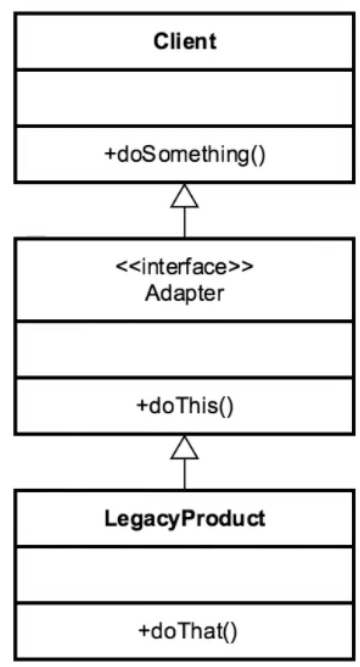 Client
+doSomething()
<<interface>>
Adapter
+doThis()
LegacyProduct
+doThat()